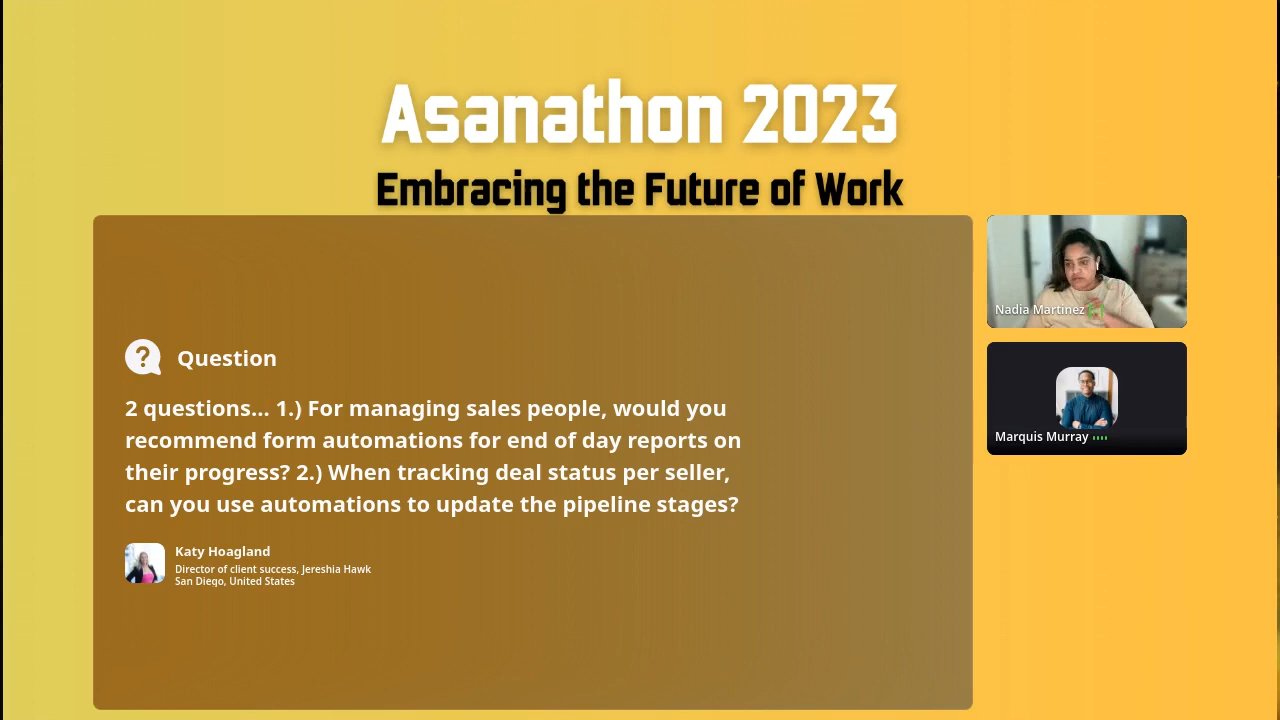 Asanathon 2023
Embracing the Future of Work
Question
2 questions... 1.) For managing sales people, would you
recommend form automations for end of day reports on
their progress? 2.) When tracking deal status per seller,
can you use automations to update the pipeline stages?
Katy Hoagland
Director of client success, Jereshia Hawk
San Diego, United States
Nadia Martinez
Marquis Murray